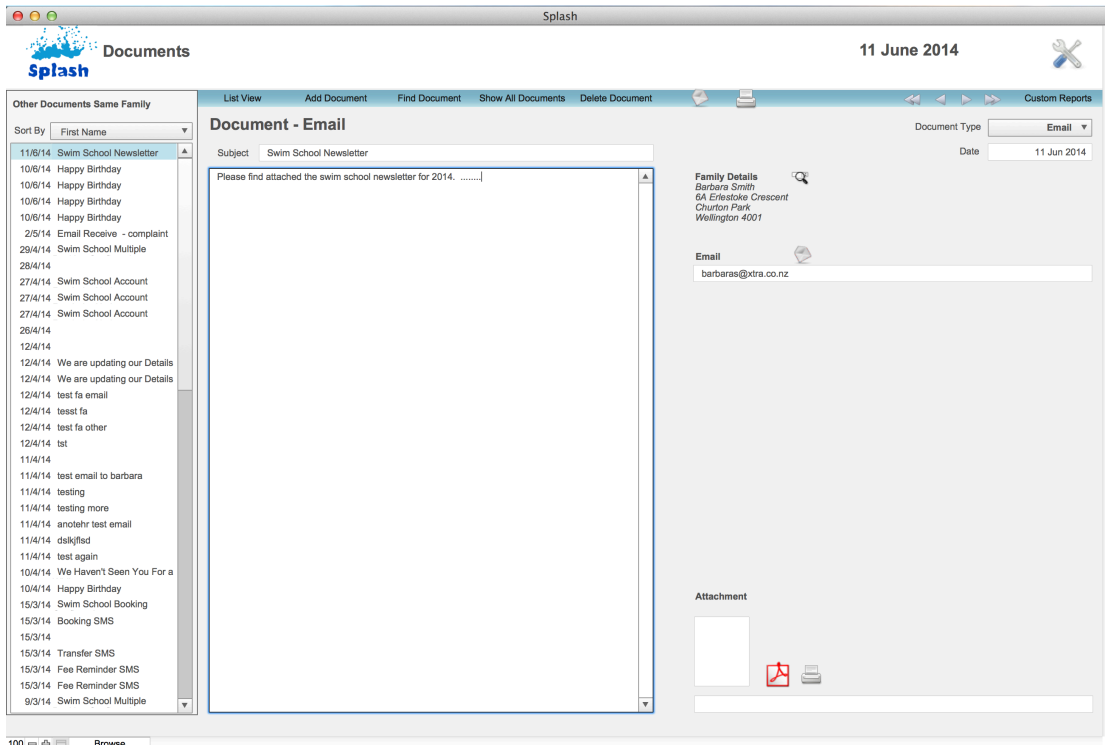 Splash
Splash
Documents
11 June 2014
Other Documents Same Family
Sort By First Name
11/6/14 Swim School Newsletter
10/6/14 Happy Birthday
10/6/14 Happy Birthday
10/6/14 Happy Birthday
10/6/14 Happy Birthday
2/5/14 Email Receive - complaint
29/4/14 Swim School Multiple
28/4/14
27/4/14 Swim School Account
27/4/14 Swim School Account
27/4/14 Swim School Account
26/4/14
12/4/14
12/4/14 We are updating our Details
12/4/14 We are updating our Details
12/4/14 test fa email
12/4/14 tesst fa
12/4/14 test fa other
12/4/14 tst
11/4/14
11/4/14 test email to barbara
11/4/14 testing
11/4/14 testing more
11/4/14 anotehr test email
11/4/14 dslkjflsd
11/4/14 test again
10/4/14 We Haven't Seen You For a
10/4/14 Happy Birthday
15/3/14 Swim School Booking
15/3/14 Booking SMS
15/3/14
15/3/14 Transfer SMS
15/3/14 Fee Reminder SMS
15/3/14 Fee Reminder SMS
9/3/14 Swim School Multiple
List View Add Document Find Document Show All Documents Delete Document Custom Reports
Document - Email
Document Type Email
Subject Swim School Newsletter
Date 11 Jun 2014
Please find attached the swim school newsletter for 2014. ........
Family Details
Barbara Smith
6A Erlestoke Crescent
Churton Park
Wellington 4001
Email
barbaras@xtra.co.nz
Attachment
100 Browse